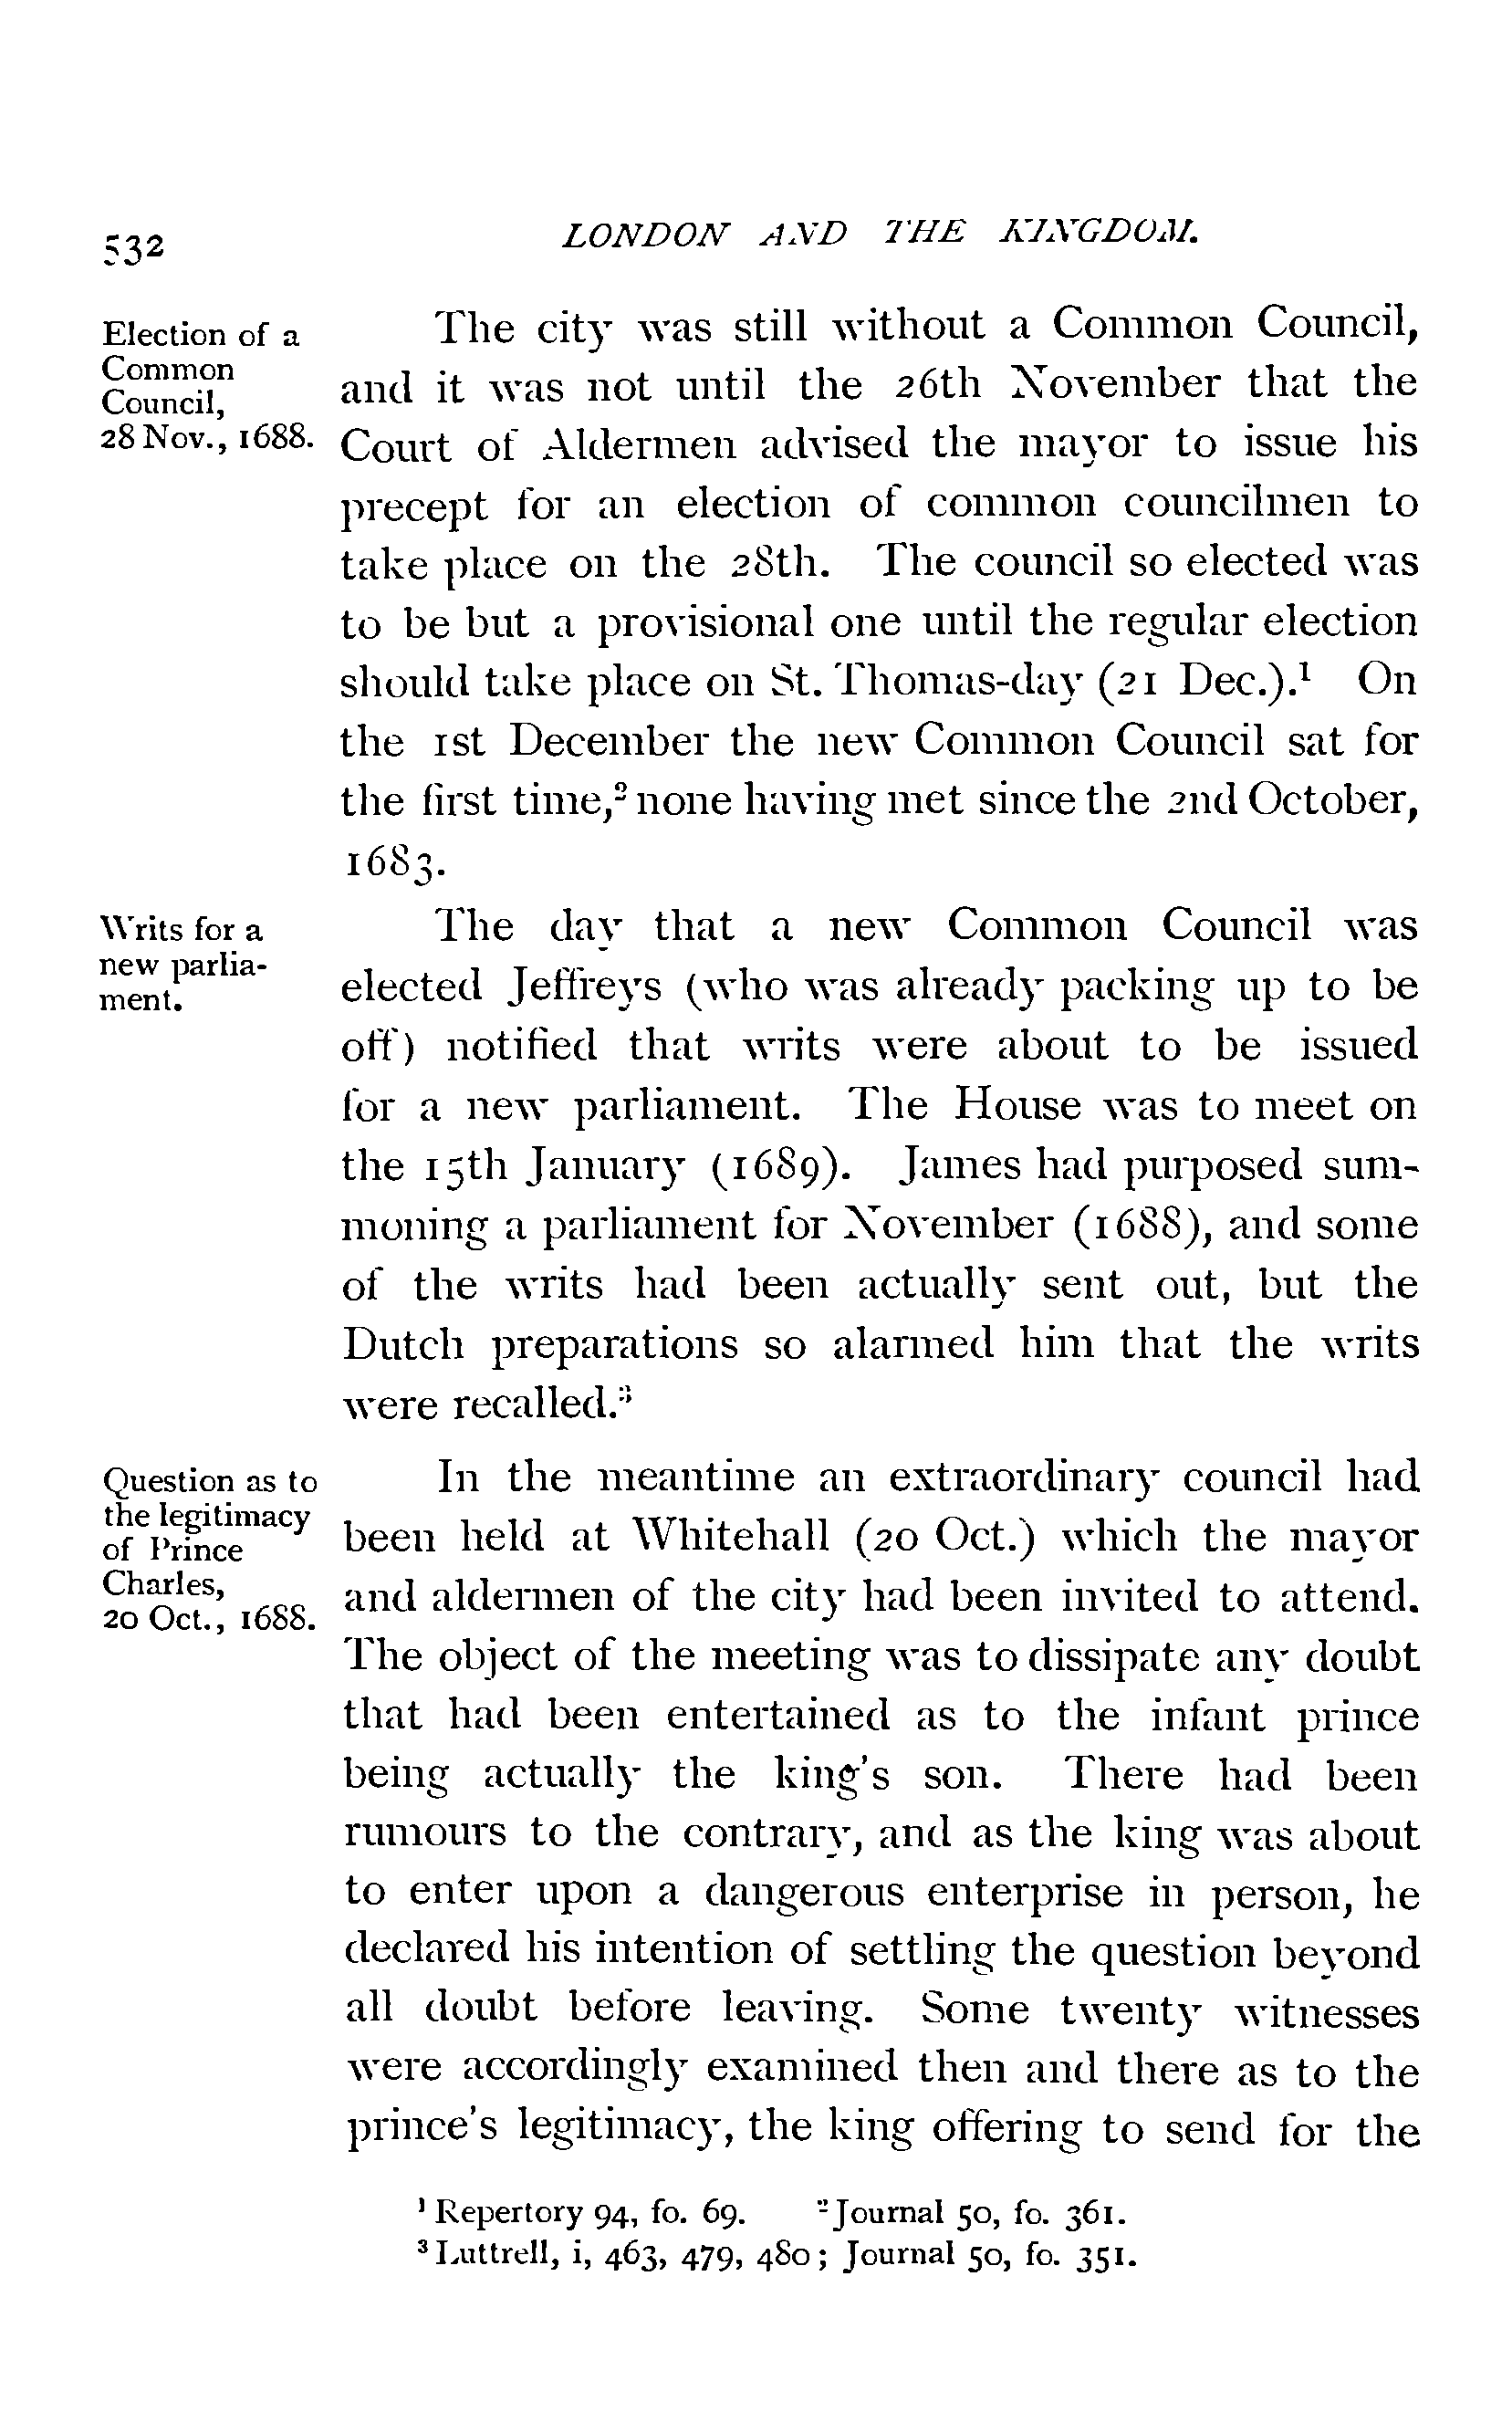 532
LONDON AND THE KINGDOM.
Election of a
Common
Council,
28 Nov., 1688.
The city was still without a Common Council,
and it was not until the 26th November that the
Court of Aldermen advised the mayor to issue his
precept for an election of common councilmen to
take place on the 28th. The council so elected was
to be but a provisional one until the regular election
should take place on St. Thomas-day (21 Dec.).¹ On
the 1st December the new Common Council sat for
the first time,² none having met since the 2nd October,
1683.
Writs for a
new parlia-
ment.
The day that a new Common Council was
elected Jeffreys (who was already packing up to be
off) notified that writs were about to be issued
for a new parliament. The House was to meet on
the 15th January (1689). James had purposed sum-
moning a parliament for November (1688), and some
of the writs had been actually sent out, but the
Dutch preparations so alarmed him that the writs
were recalled.³
Question as to
the legitimacy
of Prince
Charles,
20 Oct., 1688.
In the meantime an extraordinary council had
been held at Whitehall (20 Oct.) which the mayor
and aldermen of the city had been invited to attend.
The object of the meeting was to dissipate any doubt
that had been entertained as to the infant prince
being actually the king's son. There had been
rumours to the contrary, and as the king was about
to enter upon a dangerous enterprise in person, he
declared his intention of settling the question beyond
all doubt before leaving. Some twenty witnesses
were accordingly examined then and there as to the
prince's legitimacy, the king offering to send for the
¹ Repertory 94, fo. 69. ² Journal 50, fo. 361.
³ Luttrell, i, 463, 479, 480; Journal 50, fo. 351.